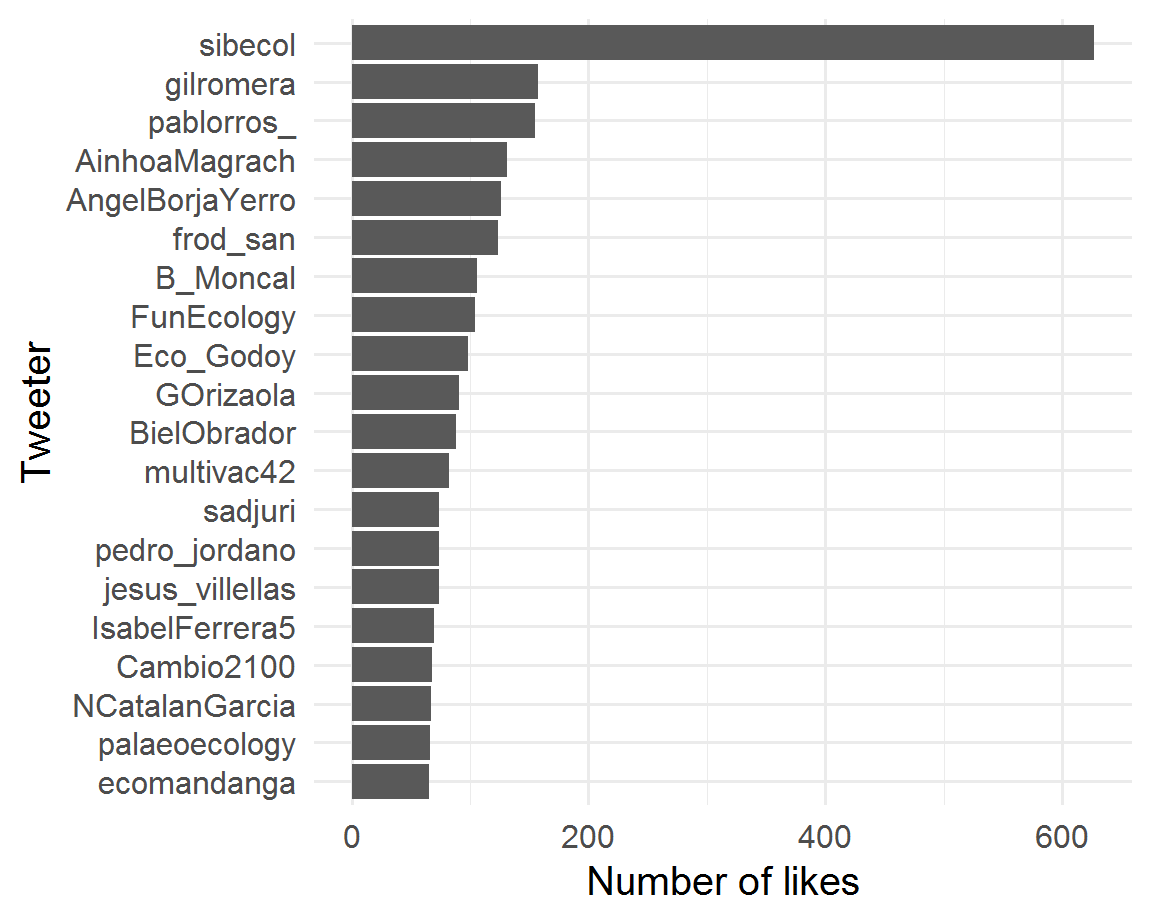 sibecol
gilromera
pablorros_
AinhoaMagrach
AngelBorjaYerro
frod_san
B_Moncal
FunEcology
Eco_Godoy
GOrizaola
BielObrador
multivac42
sadjuri
pedro_jordano
jesus_villellas
IsabelFerrera5
Cambio2100
NCatalanGarcia
palaeoecology
ecomandanga
Tweeter
0 200 400 600
Number of likes